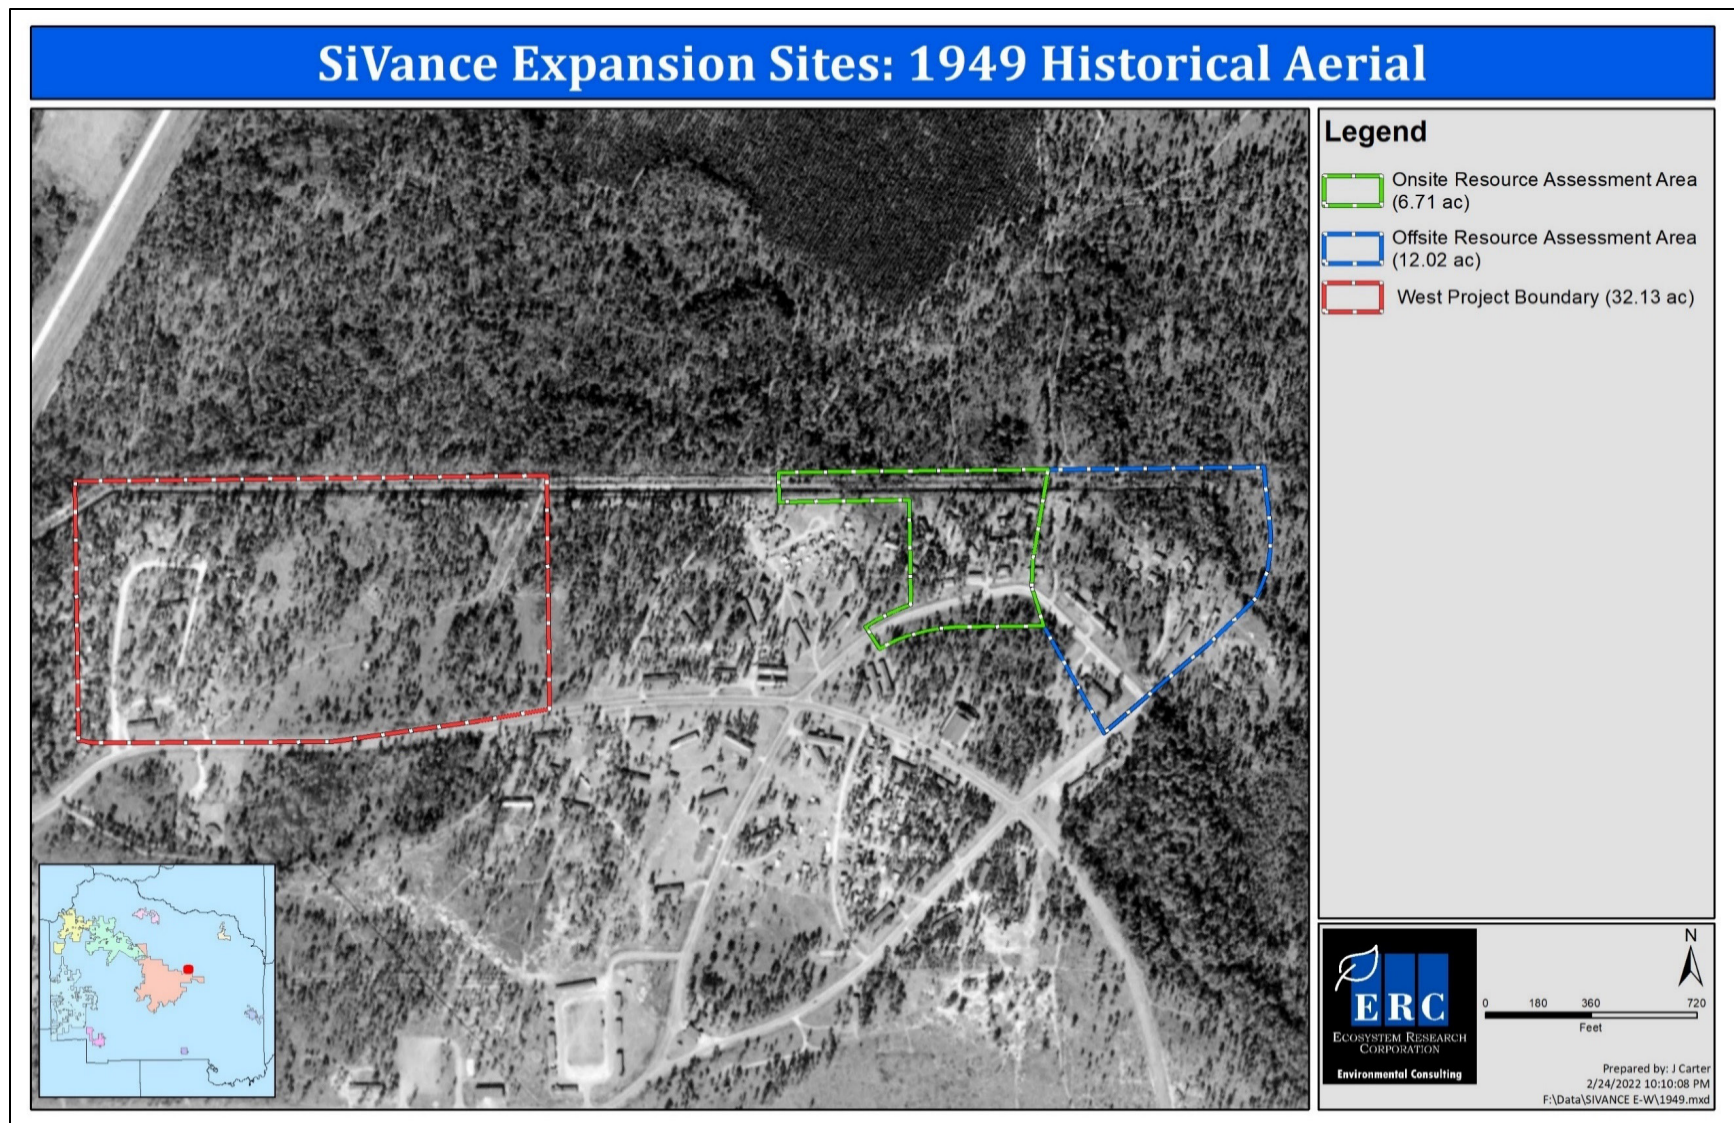 SiVance Expansion Sites: 1949 Historical Aerial
Legend
Onsite Resource Assessment Area
(6.71 ac)
Offsite Resource Assessment Area
(12.02 ac)
West Project Boundary (32.13 ac)
ERC
ECOSYSTEM RESEARCH
CORPORATION
Environmental Consulting
N
0 180 360 720
Feet
Prepared by: J Carter
2/24/2022 10:10:08 PM
F:\Data\SIVANCE E-W\1949.mxd